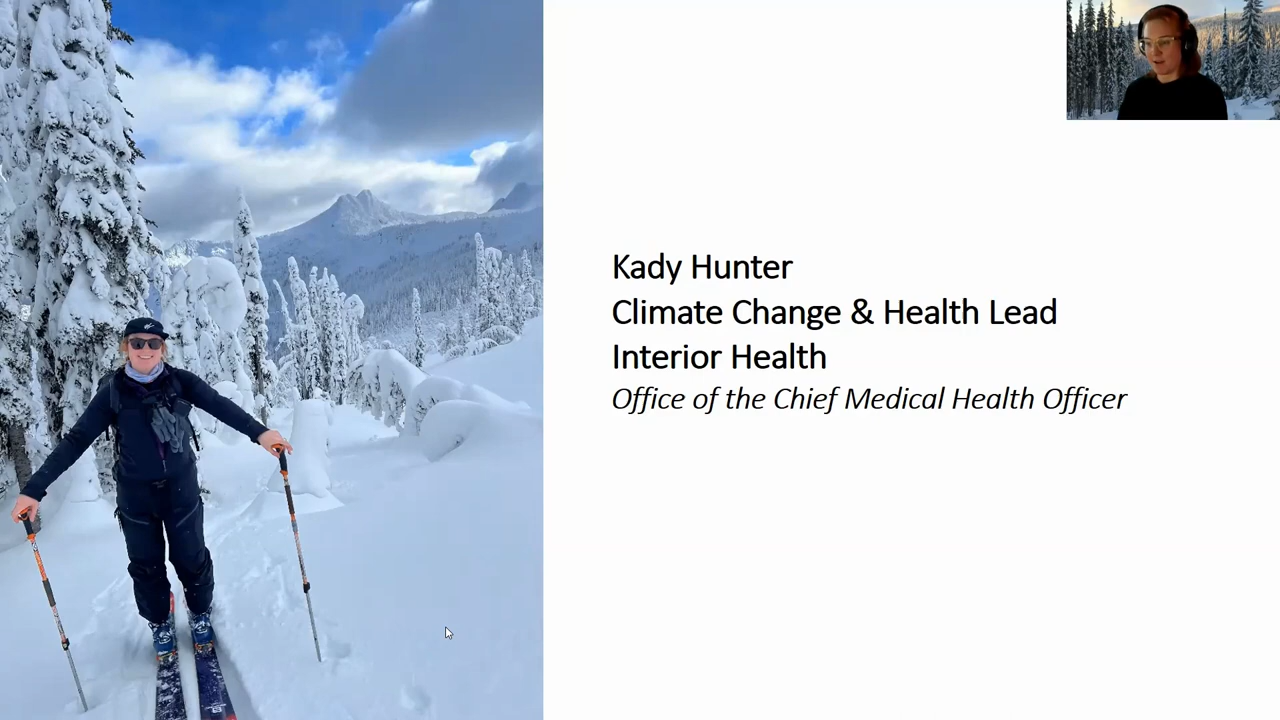 Kady Hunter
Climate Change & Health Lead
Interior Health
Office of the Chief Medical Health Officer